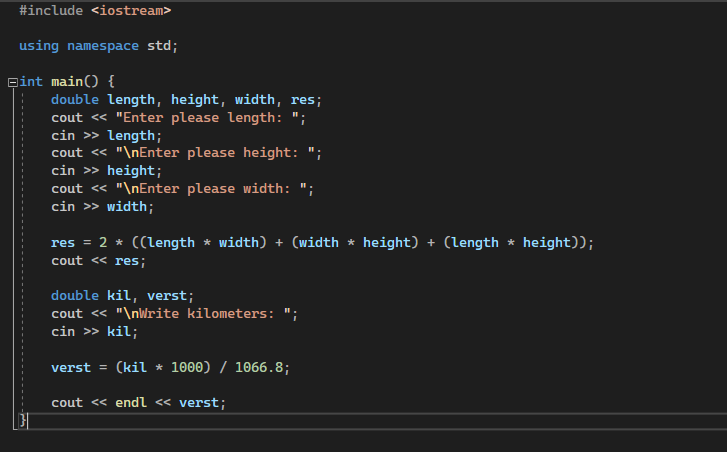 #include <iostream>
using namespace std;
int main() {
double length, height, width, res;
cout << "Enter please length: ";
cin >> length;
cout << "\nEnter please height: ";
cin >> height;
cout << "\nEnter please width: ";
cin >> width;
res = 2 * ((length * width) + (width * height) + (length * height));
cout << res;
double kil, verst;
cout << "\nWrite kilometers: ";
cin >> kil;
verst = (kil * 1000) / 1066.8;
cout << endl << verst;
}